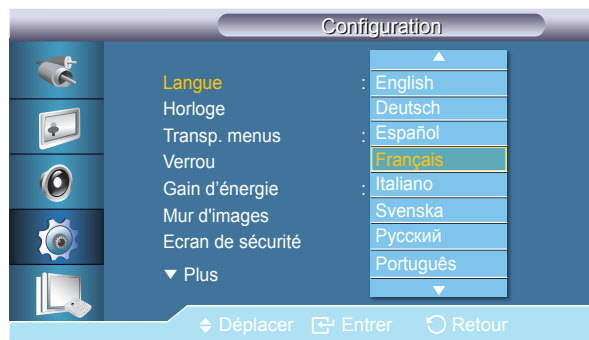 Configuration
Langue : English
Horloge Deutsch
Transp. menus : Español
Verrou Français
Gain d’énergie : Italiano
Mur d'images Svenska
Ecran de sécurité Русский
▼ Plus Português
Déplacer Entrer Retour